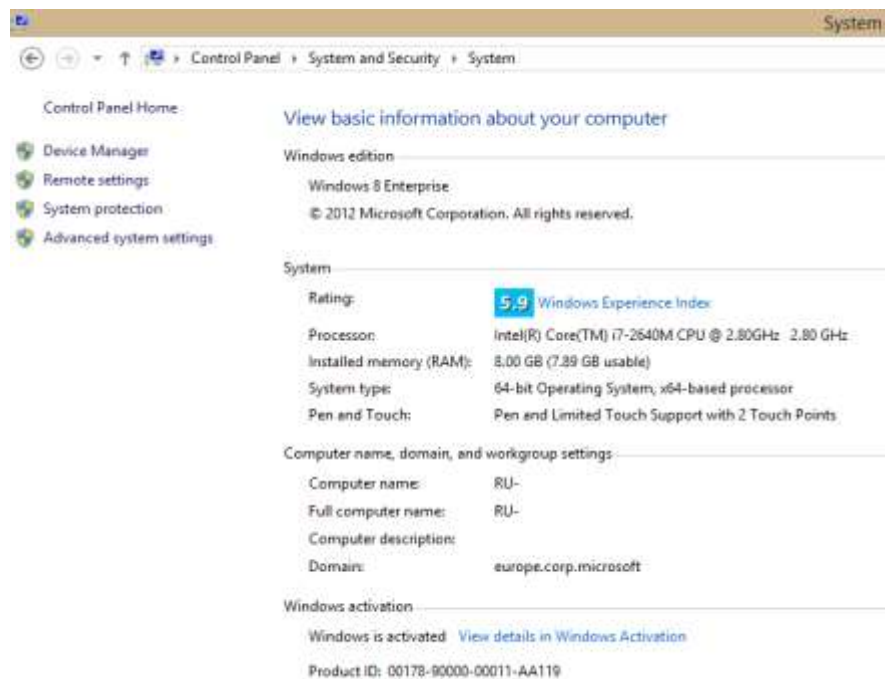 System
Control Panel System and Security System
Control Panel Home
Device Manager
Remote settings
System protection
Advanced system settings
View basic information about your computer
Windows edition
Windows 8 Enterprise
© 2012 Microsoft Corporation. All rights reserved.
System
Rating: 5.9 Windows Experience Index
Processor: Intel(R) Core(TM) i7-2640M CPU @ 2.80GHz 2.80 GHz
Installed memory (RAM): 8.00 GB (7.89 GB usable)
System type: 64-bit Operating System, x64-based processor
Pen and Touch: Pen and Limited Touch Support with 2 Touch Points
Computer name, domain, and workgroup settings
Computer name: RU-
Full computer name: RU-
Computer description:
Domain: europe.corp.microsoft
Windows activation
Windows is activated View details in Windows Activation
Product ID: 00178-90000-00011-AA119